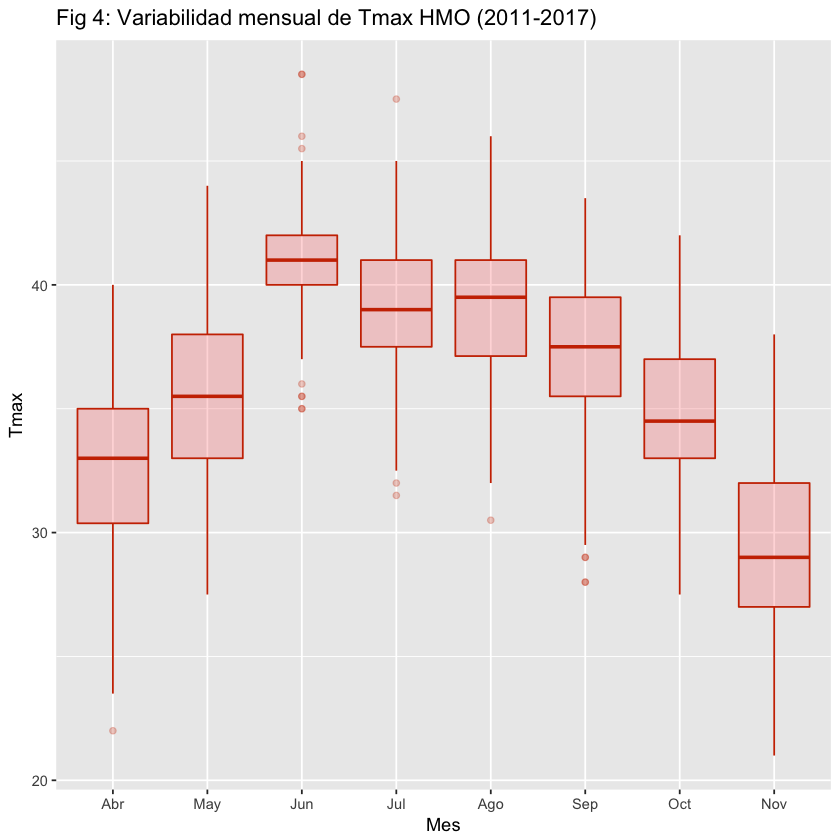 Fig 4: Variabilidad mensual de Tmax HMO (2011-2017)
Tmax
40
30
20
Abr May Jun Jul Ago Sep Oct Nov
Mes